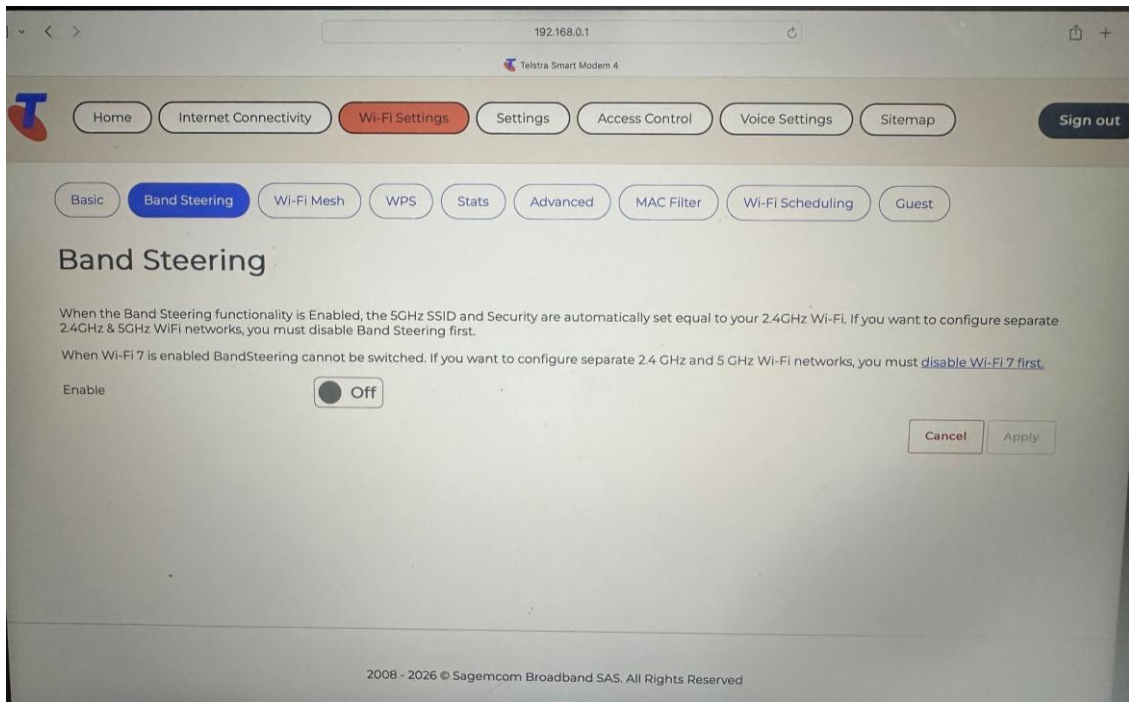 192.168.0.1
Telstra Smart Modem 4
T
Home
Internet Connectivity
Wi-Fi Settings
Settings
Access Control
Voice Settings
Sitemap
Sign out
Basic
Band Steering
Wi-Fi Mesh
WPS
Stats
Advanced
MAC Filter
Wi-Fi Scheduling
Guest
Band Steering
When the Band Steering functionality is Enabled, the 5GHz SSID and Security are automatically set equal to your 2.4GHz Wi-Fi. If you want to configure separate
2.4GHz & 5GHz WiFi networks, you must disable Band Steering first.
When Wi-Fi 7 is enabled BandSteering cannot be switched. If you want to configure separate 2.4 GHz and 5 GHz Wi-Fi networks, you must disable Wi-Fi 7 first.
Enable
Off
Cancel
Apply
2008 - 2026 © Sagemcom Broadband SAS. All Rights Reserved